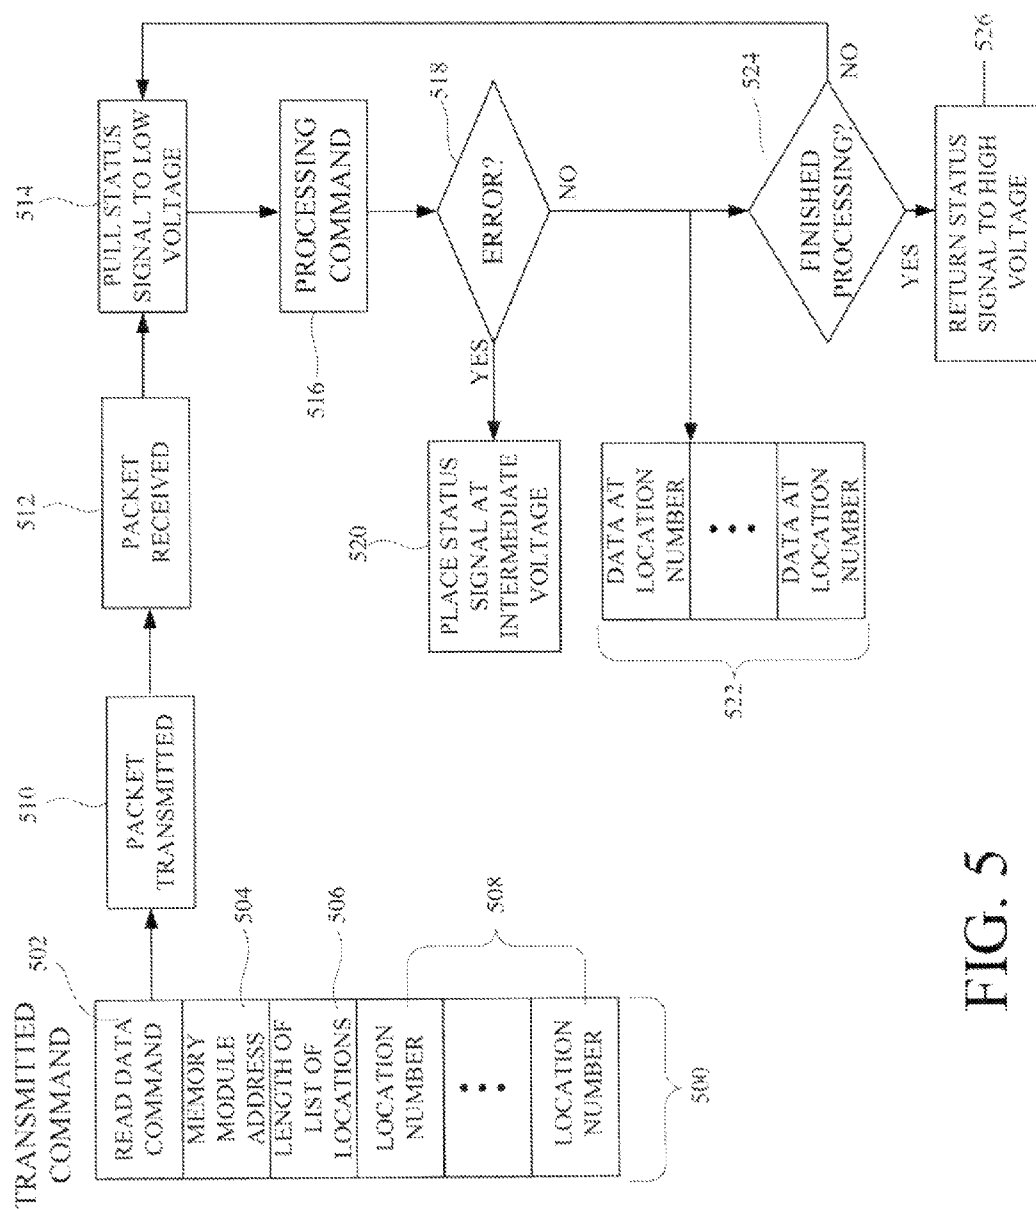 TRANSMITTED
COMMAND
502
READ DATA
COMMAND
MEMORY
MODULE
ADDRESS
504
LENGTH OF
LIST OF
LOCATIONS
506
LOCATION
NUMBER
LOCATION
NUMBER
508
500
510
PACKET
TRANSMITTED
512
PACKET
RECEIVED
514
PULL STATUS
SIGNAL TO LOW
VOLTAGE
PROCESSING
COMMAND
516
518
ERROR?
YES
NO
520
PLACE STATUS
SIGNAL AT
INTERMEDIATE
VOLTAGE
DATA AT
LOCATION
NUMBER
DATA AT
LOCATION
NUMBER
522
524
FINISHED
PROCESSING?
NO
YES
526
RETURN STATUS
SIGNAL TO HIGH
VOLTAGE
FIG. 5